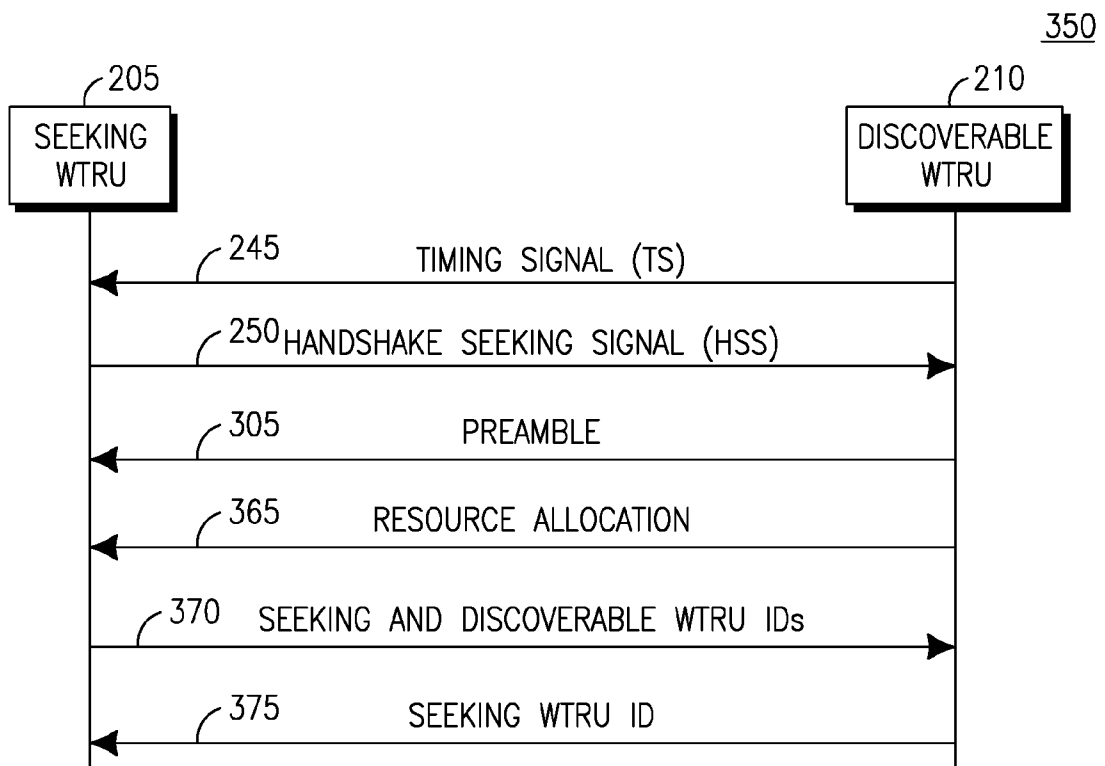 350
205
210
SEEKING
WTRU
DISCOVERABLE
WTRU
245
TIMING SIGNAL (TS)
250
HANDSHAKE SEEKING SIGNAL (HSS)
305
PREAMBLE
365
RESOURCE ALLOCATION
370
SEEKING AND DISCOVERABLE WTRU IDs
375
SEEKING WTRU ID